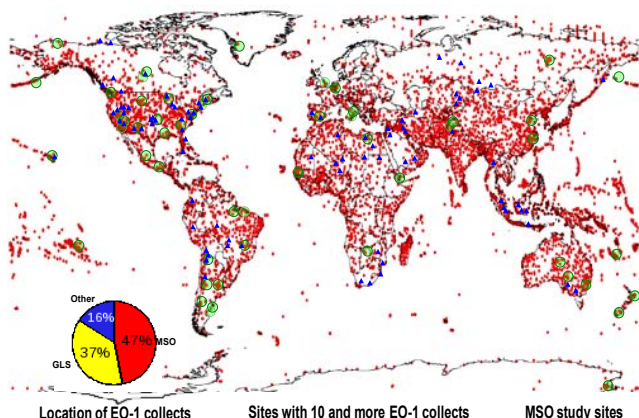 Other
16%
47% MSO
37%
GLS
Location of EO-1 collects Sites with 10 and more EO-1 collects MSO study sites